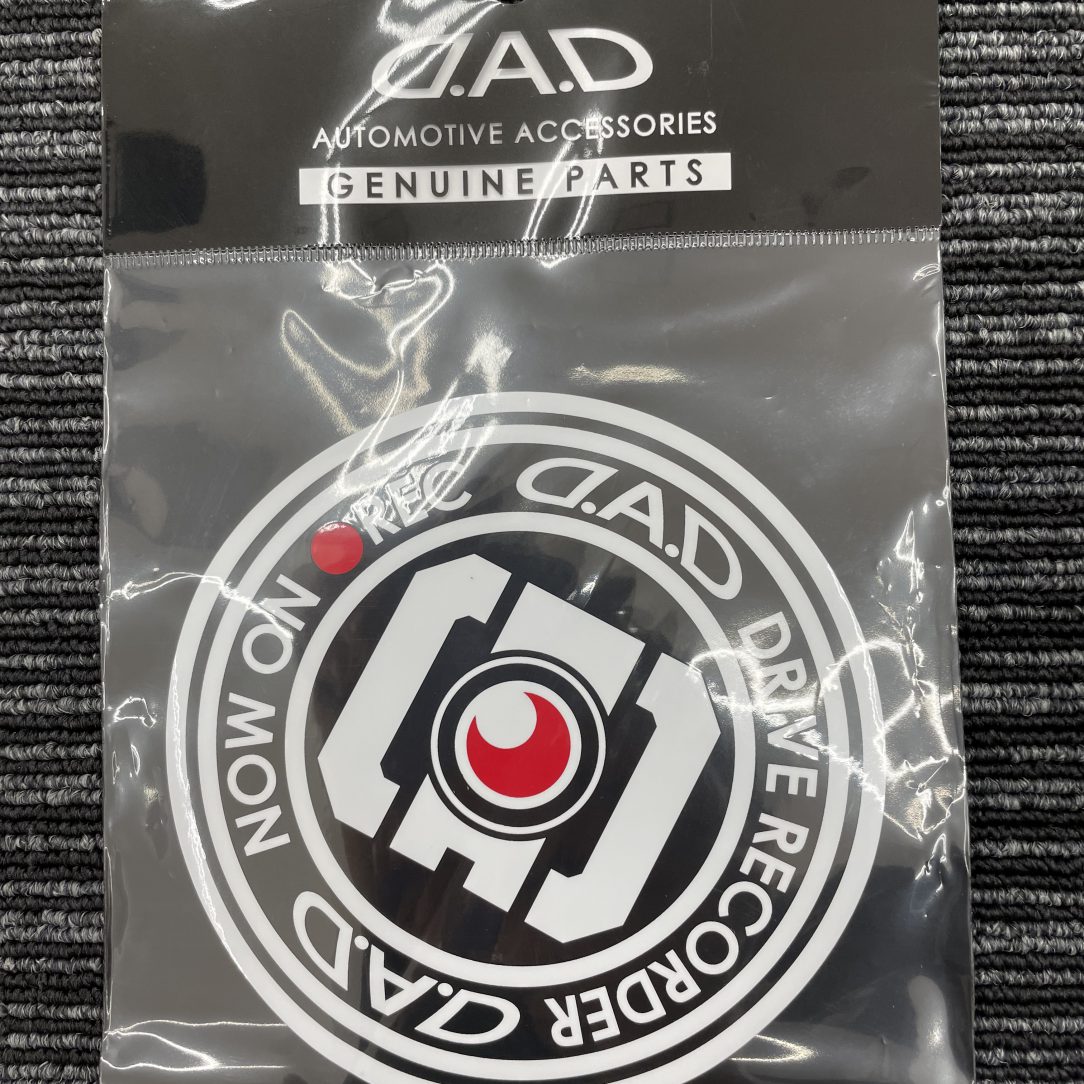 D.A.D
AUTOMOTIVE ACCESSORIES
GENUINE PARTS
NOW ON REC
D.A.D
DRIVE RECORDER
D.A.D